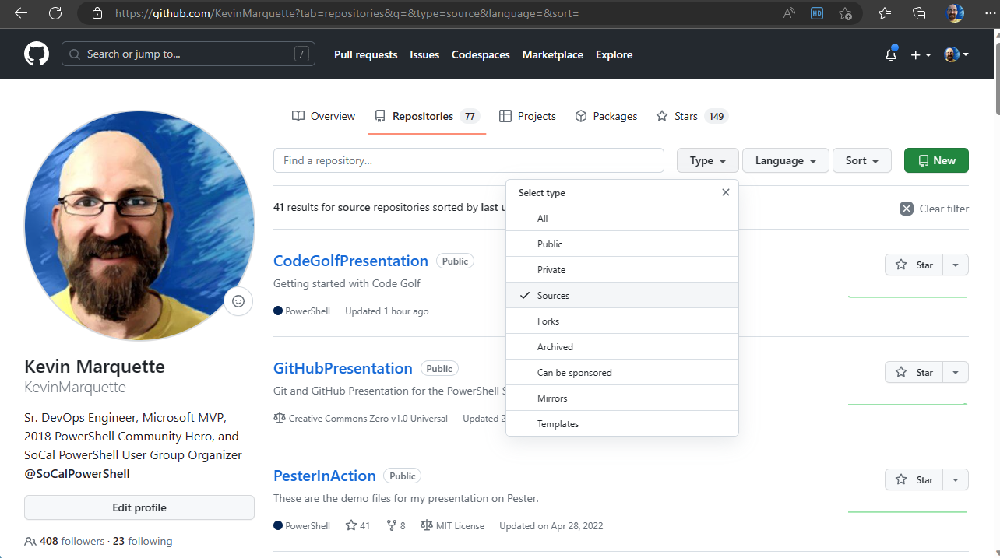 https://github.com/KevinMarquette?tab=repositories&q=&type=source&language=&sort=
HD
Search or jump to...
/
Pull requests
Issues
Codespaces
Marketplace
Explore
Overview
Repositories 77
Projects
Packages
Stars 149
Find a repository...
Type
Language
Sort
New
Select type
All
Public
Private
Sources
Forks
Archived
Can be sponsored
Mirrors
Templates
41 results for source repositories sorted by last
Clear filter
CodeGolfPresentation Public
Star
Getting started with Code Golf
PowerShell Updated 1 hour ago
GitHubPresentation Public
Star
Git and GitHub Presentation for the PowerShell
Creative Commons Zero v1.0 Universal Updated 2
PesterInAction Public
Star
These are the demo files for my presentation on Pester.
PowerShell 41 8 MIT License Updated on Apr 28, 2022
Kevin Marquette
KevinMarquette
Sr. DevOps Engineer, Microsoft MVP,
2018 PowerShell Community Hero, and
SoCal PowerShell User Group Organizer
@SoCalPowerShell
Edit profile
408 followers · 23 following